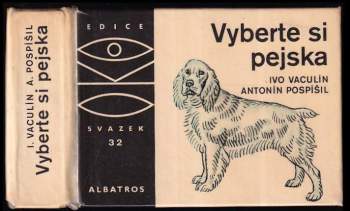 I. VACULÍN A. POSPÍŠIL
Vyberte si pejska
EDICE
OKO
SVAZEK
32
ALBATROS
Vyberte si
pejska
IVO VACULÍN
ANTONÍN POSPÍŠIL